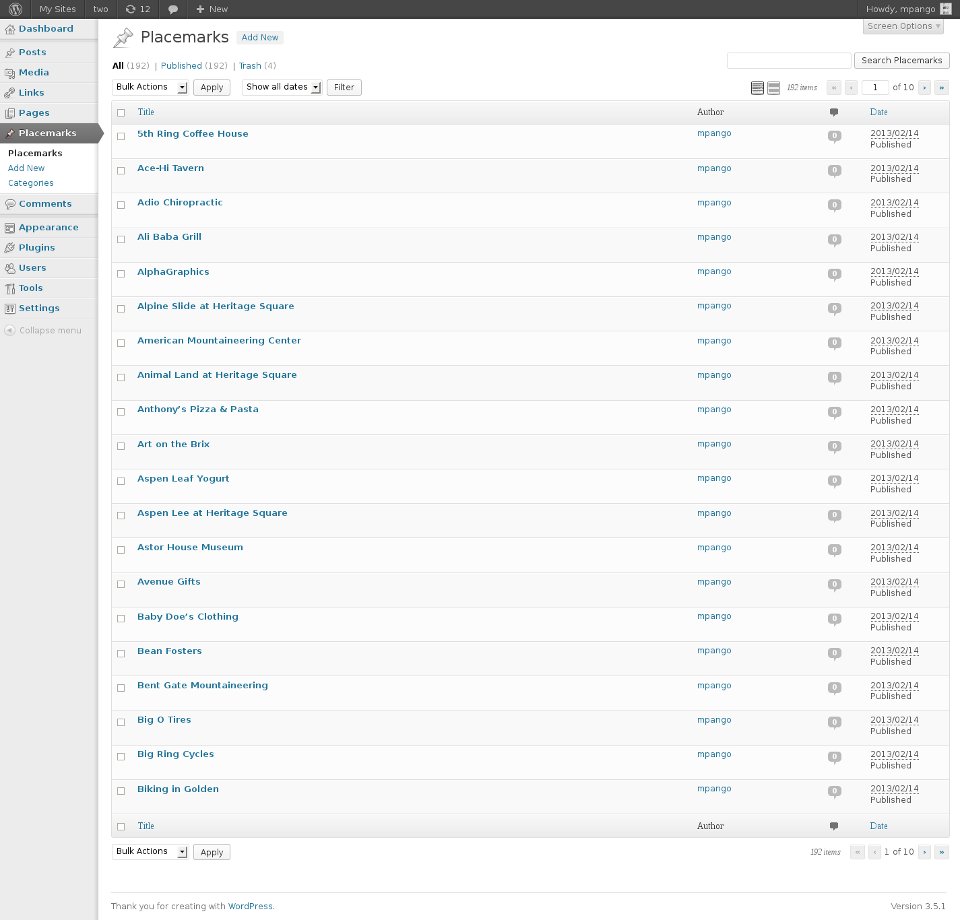 My Sites two 12 New Howdy, mpango
Screen Options
Dashboard
Posts
Media
Links
Pages
Placemarks
Placemarks
Add New
Categories
Comments
Appearance
Plugins
Users
Tools
Settings
Collapse menu
Placemarks Add New
All (192) | Published (192) | Trash (4)
Search Placemarks
Bulk Actions Apply Show all dates Filter 192 items « ‹ 1 of 10 › »
Title Author Date
5th Ring Coffee House mpango 0 2013/02/14
Published
Ace-Hi Tavern mpango 0 2013/02/14
Published
Adio Chiropractic mpango 0 2013/02/14
Published
Ali Baba Grill mpango 0 2013/02/14
Published
AlphaGraphics mpango 0 2013/02/14
Published
Alpine Slide at Heritage Square mpango 0 2013/02/14
Published
American Mountaineering Center mpango 0 2013/02/14
Published
Animal Land at Heritage Square mpango 0 2013/02/14
Published
Anthony's Pizza & Pasta mpango 0 2013/02/14
Published
Art on the Brix mpango 0 2013/02/14
Published
Aspen Leaf Yogurt mpango 0 2013/02/14
Published
Aspen Lee at Heritage Square mpango 0 2013/02/14
Published
Astor House Museum mpango 0 2013/02/14
Published
Avenue Gifts mpango 0 2013/02/14
Published
Baby Doe's Clothing mpango 0 2013/02/14
Published
Bean Fosters mpango 0 2013/02/14
Published
Bent Gate Mountaineering mpango 0 2013/02/14
Published
Big O Tires mpango 0 2013/02/14
Published
Big Ring Cycles mpango 0 2013/02/14
Published
Biking in Golden mpango 0 2013/02/14
Published
Title Author Date
Bulk Actions Apply 192 items « ‹ 1 of 10 › »
Thank you for creating with WordPress. Version 3.5.1